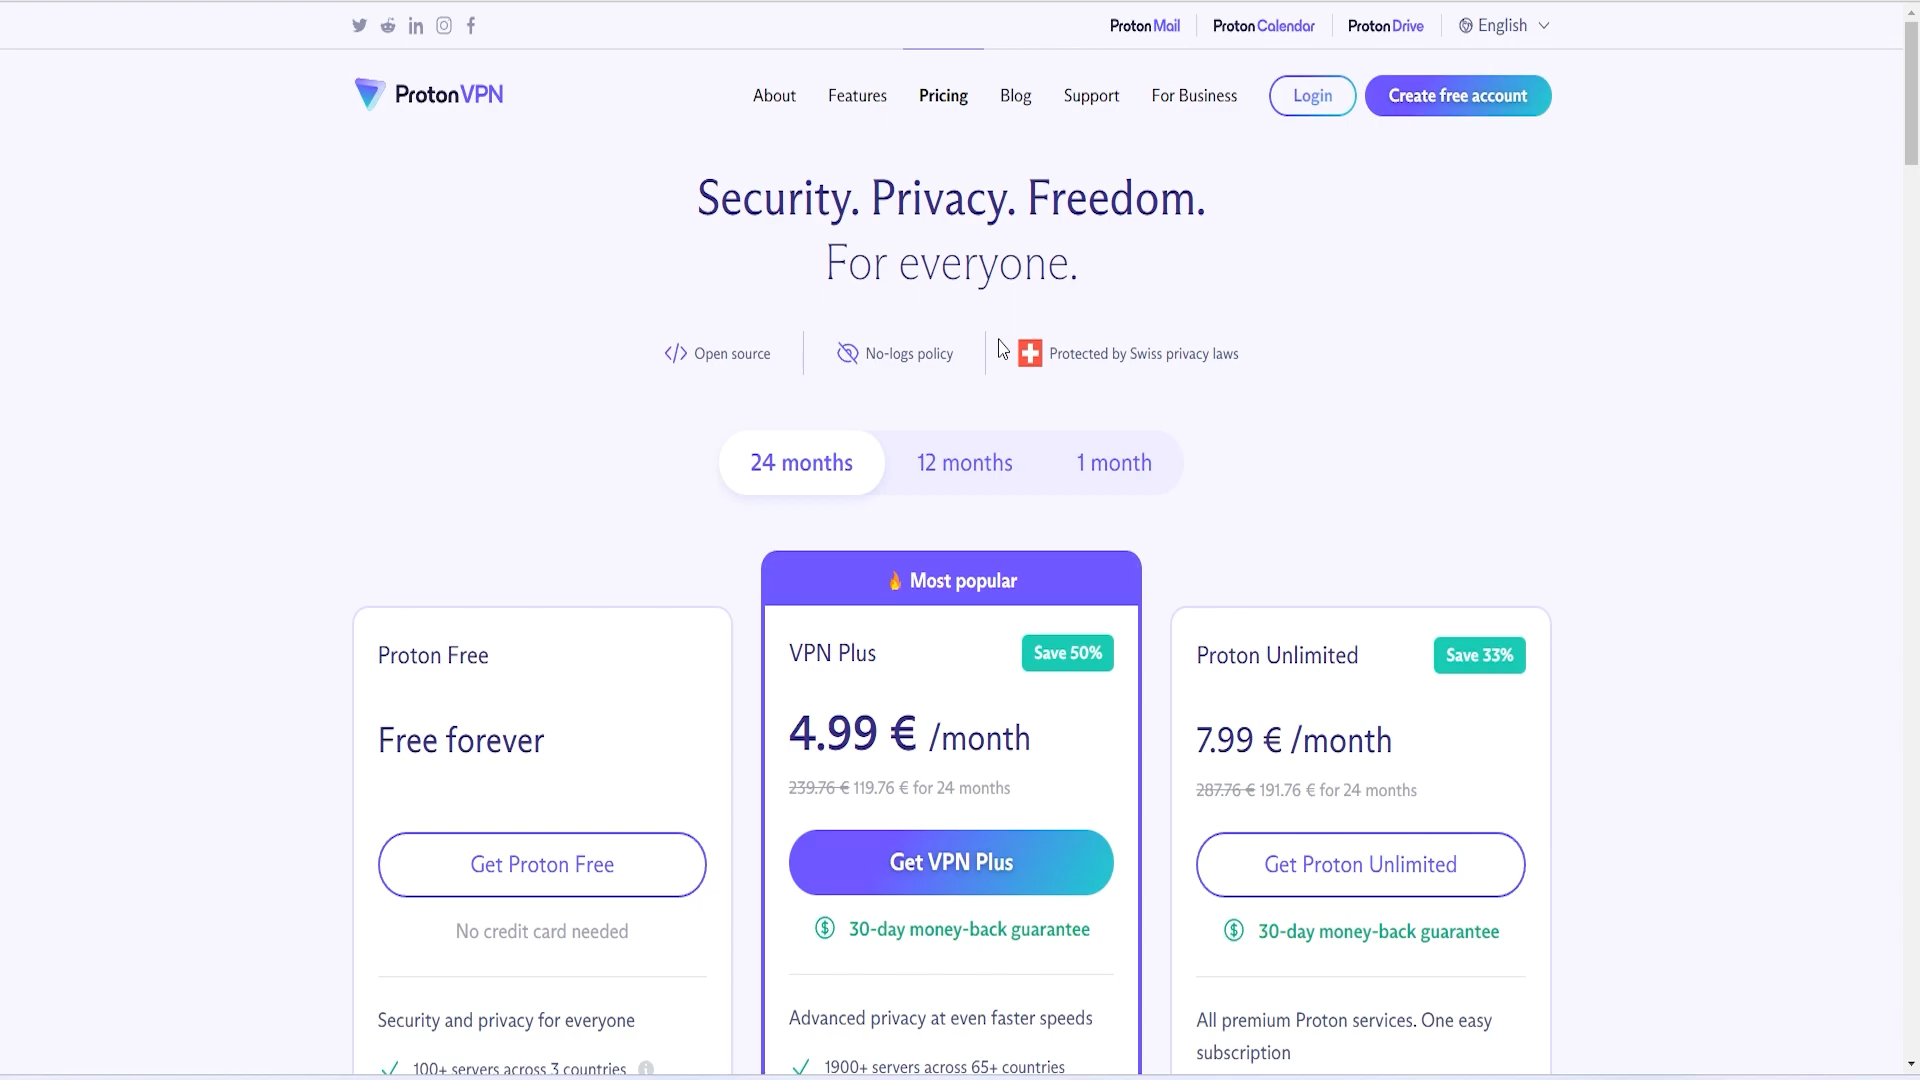 Proton Mail
Proton Calendar
Proton Drive
English
Proton VPN
About
Features
Pricing
Blog
Support
For Business
Login
Create free account
Security. Privacy. Freedom.
For everyone.
Open source
No-logs policy
Protected by Swiss privacy laws
24 months
12 months
1 month
Most popular
Proton Free
Free forever
Get Proton Free
No credit card needed
Security and privacy for everyone
100+ servers across 3 countries
VPN Plus
Save 50%
4.99 € /month
239.76 € 119.76 € for 24 months
Get VPN Plus
30-day money-back guarantee
Advanced privacy at even faster speeds
1900+ servers across 65+ countries
Proton Unlimited
Save 33%
7.99 € /month
287.76 € 191.76 € for 24 months
Get Proton Unlimited
30-day money-back guarantee
All premium Proton services. One easy
subscription